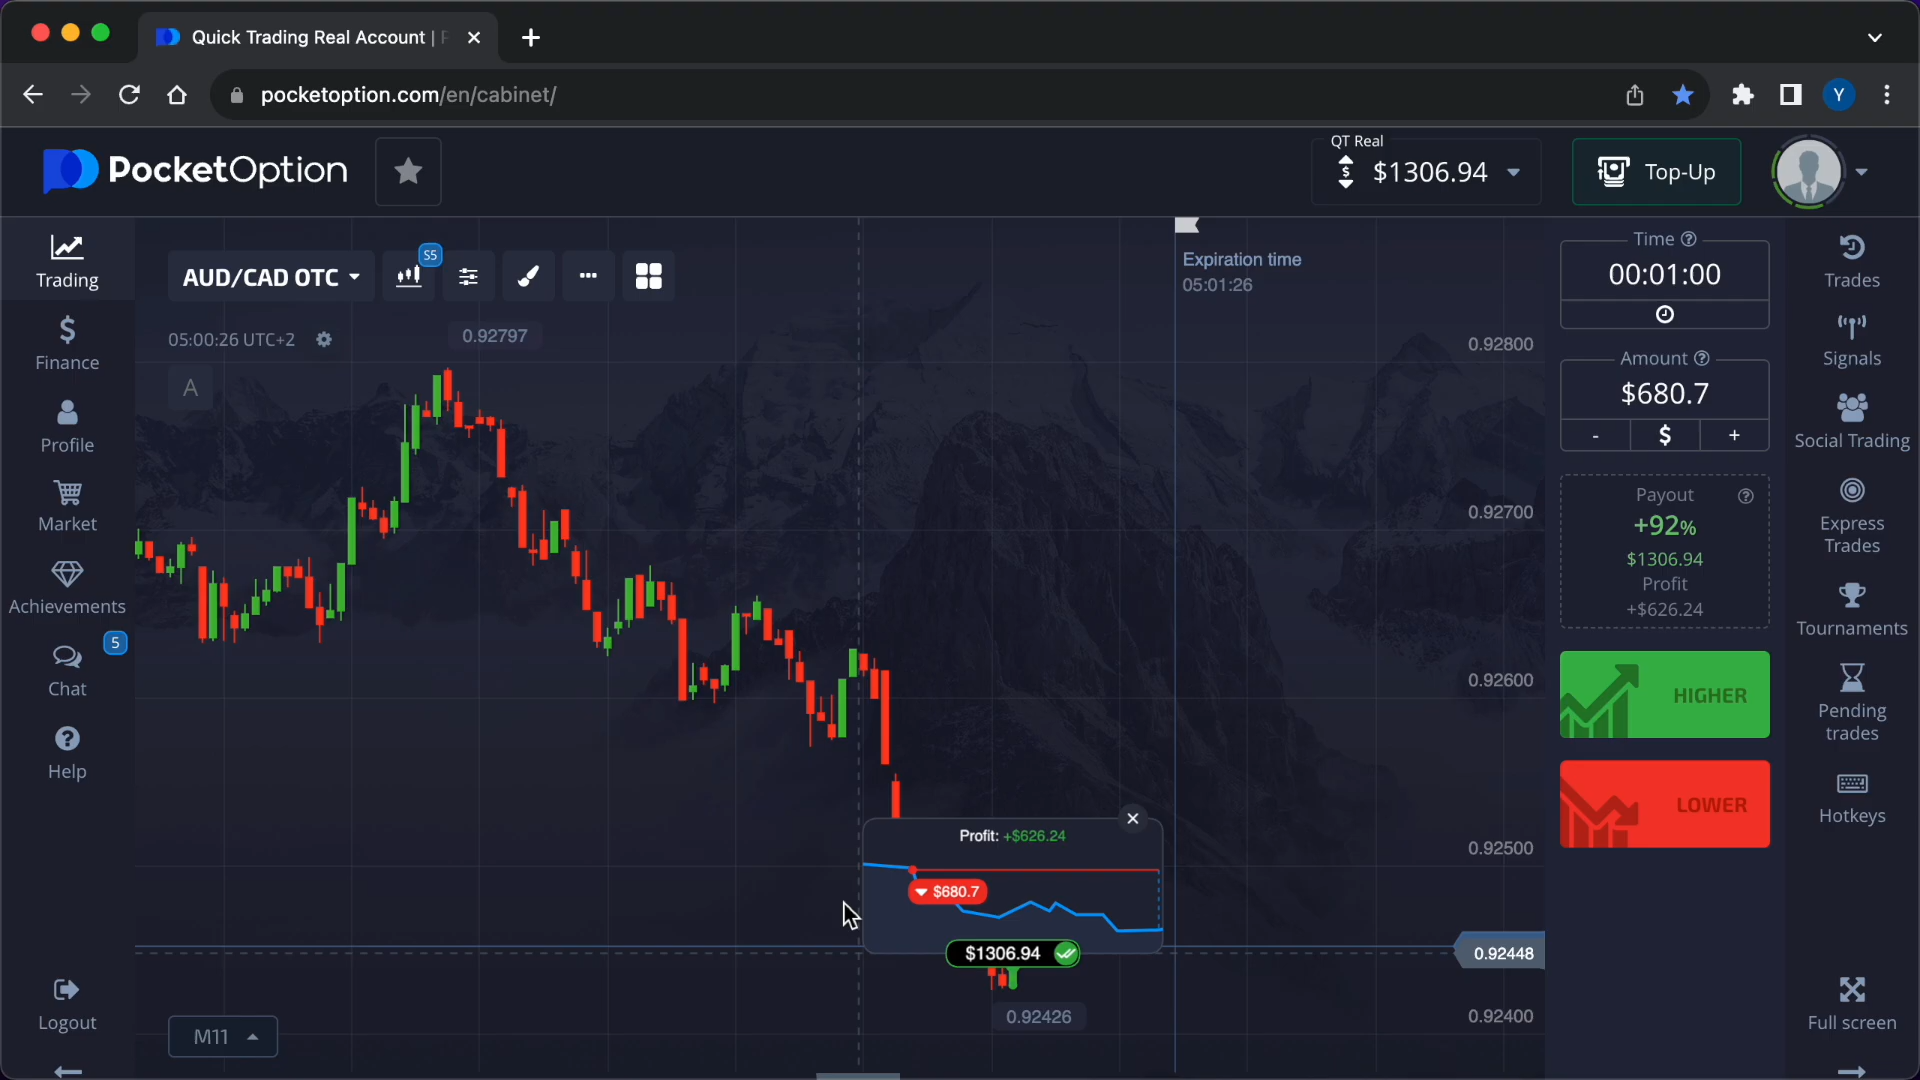 Quick Trading Real Account |
pocketoption.com/en/cabinet/
Y
PocketOption
QT Real
$1306.94
Top-Up
Trading
Finance
Profile
Market
Achievements
5
Chat
Help
Logout
AUD/CAD OTC
S5
05:00:26 UTC+2
0.92797
A
Expiration time
05:01:26
0.92800
0.92700
0.92600
0.92500
0.92448
0.92400
Profit: +$626.24
$680.7
$1306.94
0.92426
M11
Time
00:01:00
Amount
$680.7
- $ +
Payout
+92%
$1306.94
Profit
+$626.24
HIGHER
LOWER
Trades
Signals
Social Trading
Express
Trades
Tournaments
Pending
trades
Hotkeys
Full screen